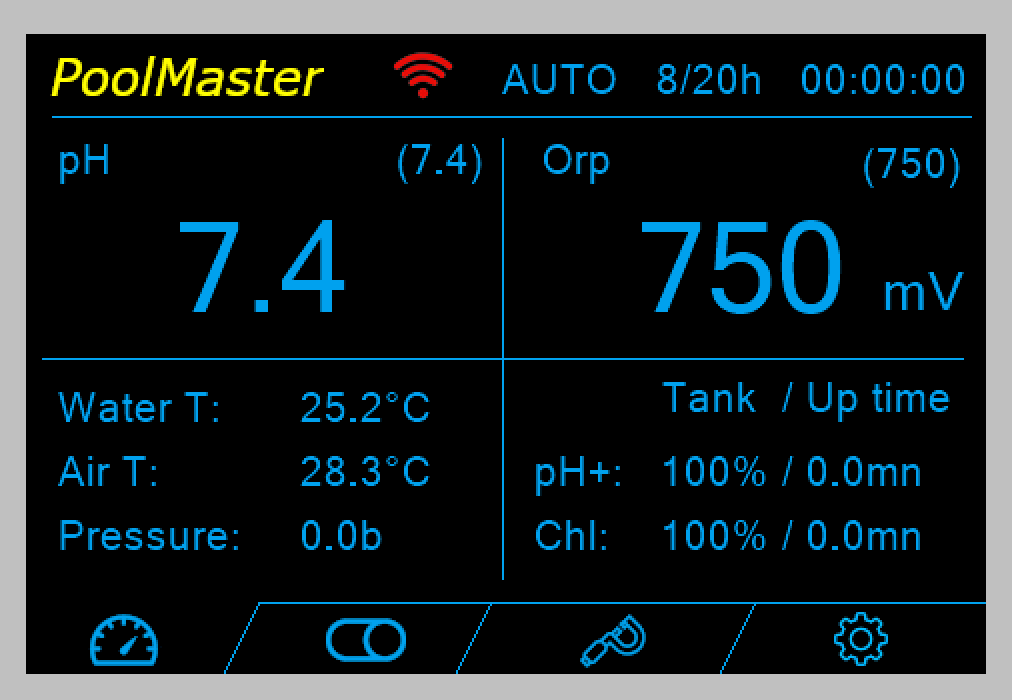 PoolMaster AUTO 8/20h 00:00:00
pH (7.4) Orp (750)
7.4 750 mV
Water T: 25.2°C Tank / Up time
Air T: 28.3°C pH+: 100% / 0.0mn
Pressure: 0.0b Chl: 100% / 0.0mn